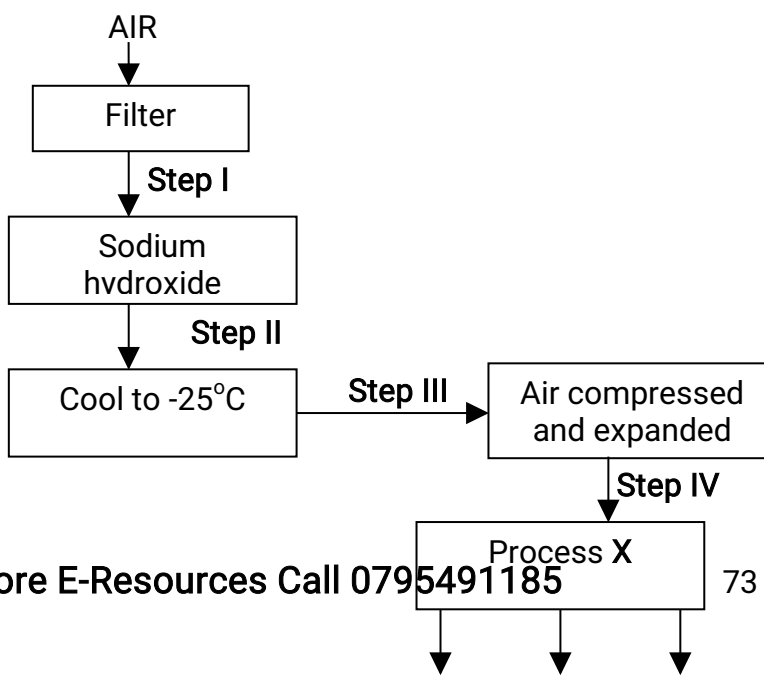 AIR
Filter
Step I
Sodium
hydroxide
Step II
Cool to -25°C
Step III
Air compressed
and expanded
Step IV
Process X
ore E-Resources Call 0795491185
73